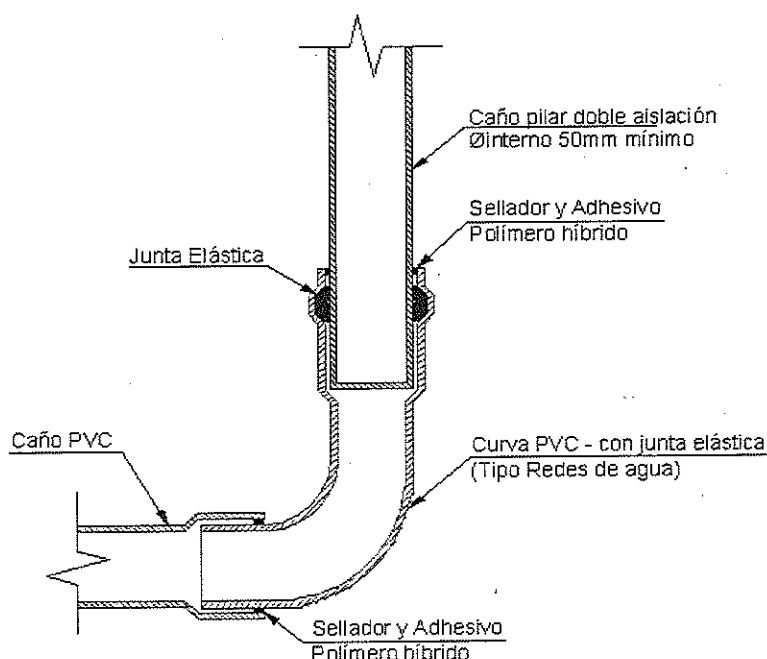 Caño pilar doble aislación
Øinterno 50mm mínimo
Sellador y Adhesivo
Polímero híbrido
Junta Elástica
Caño PVC
Curva PVC - con junta elástica
(Tipo Redes de agua)
Sellador y Adhesivo
Polímero híbrido